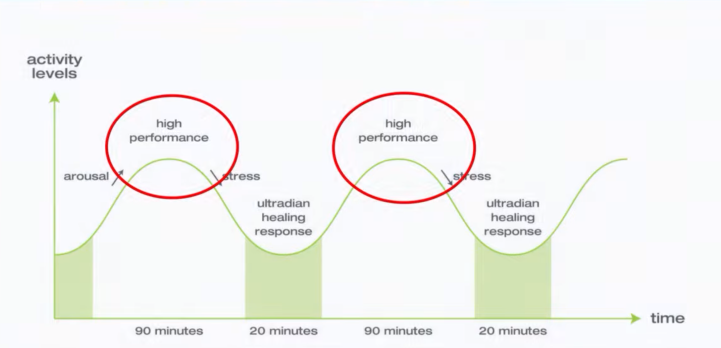 activity
levels
high
performance
high
performance
arousal
stress
stress
ultradian
healing
response
ultradian
healing
response
time
90 minutes
20 minutes
90 minutes
20 minutes